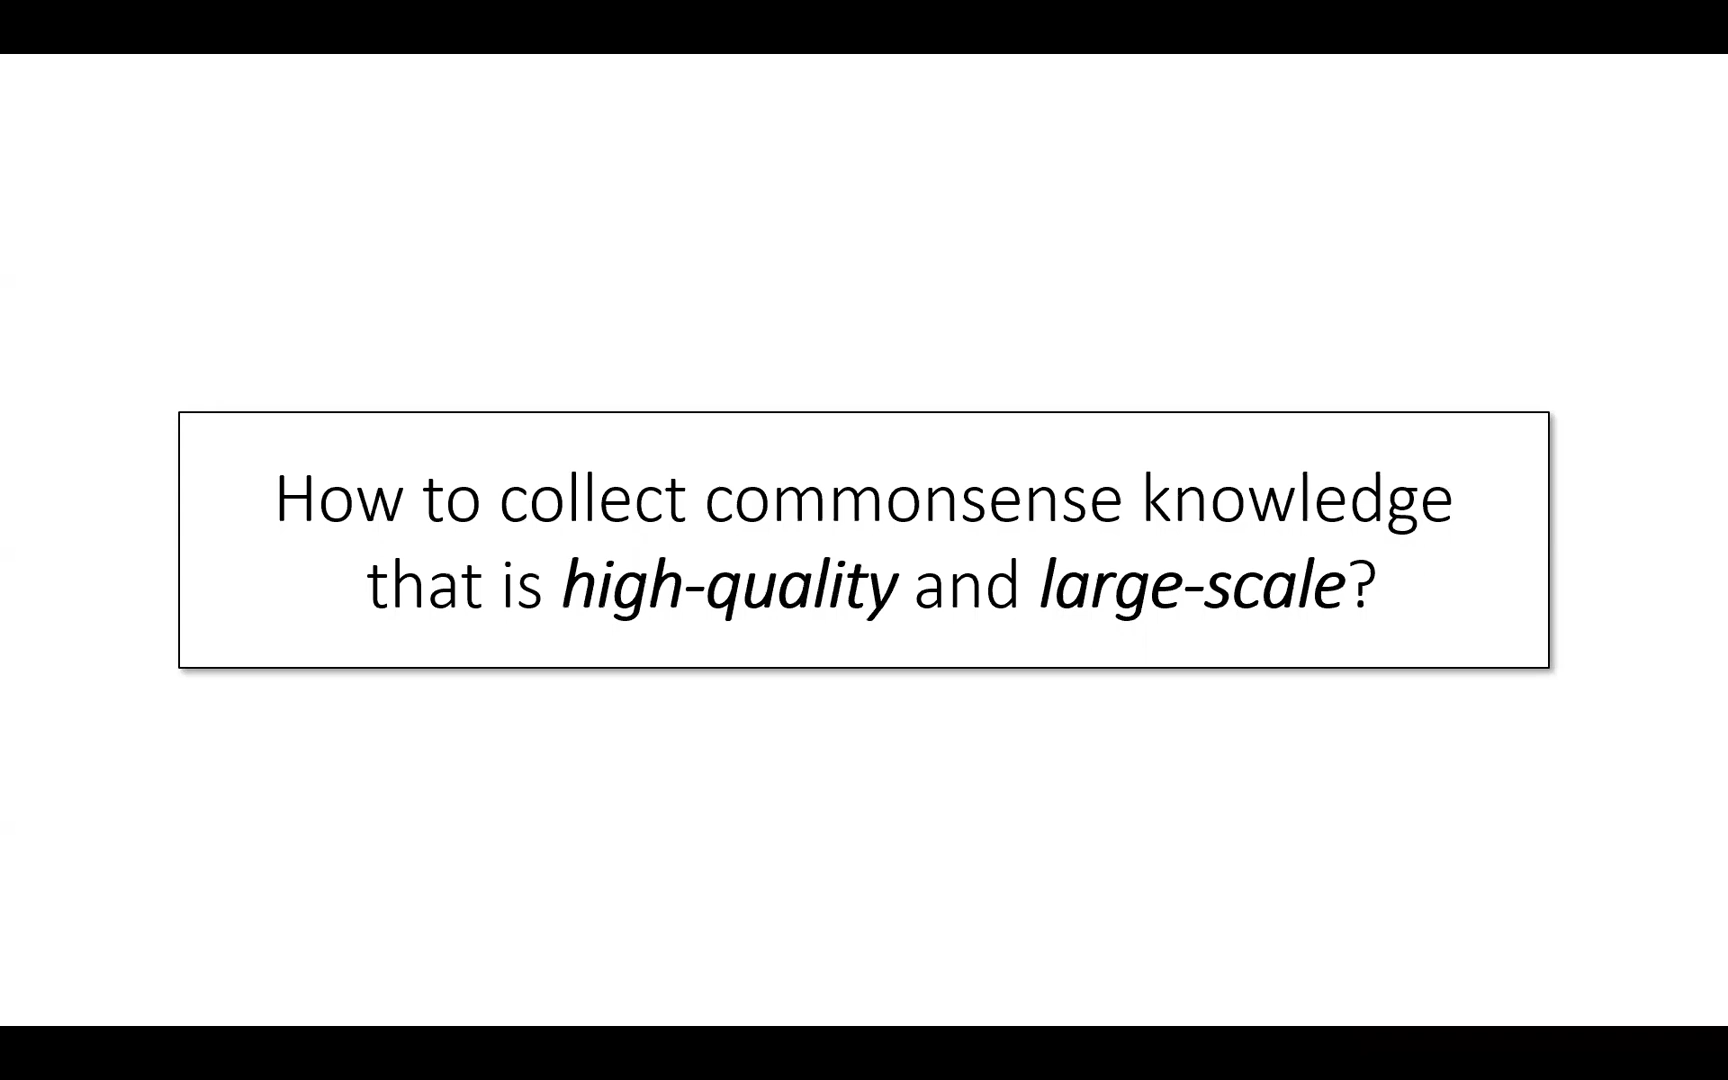 How to collect commonsense knowledge
that is high-quality and large-scale?